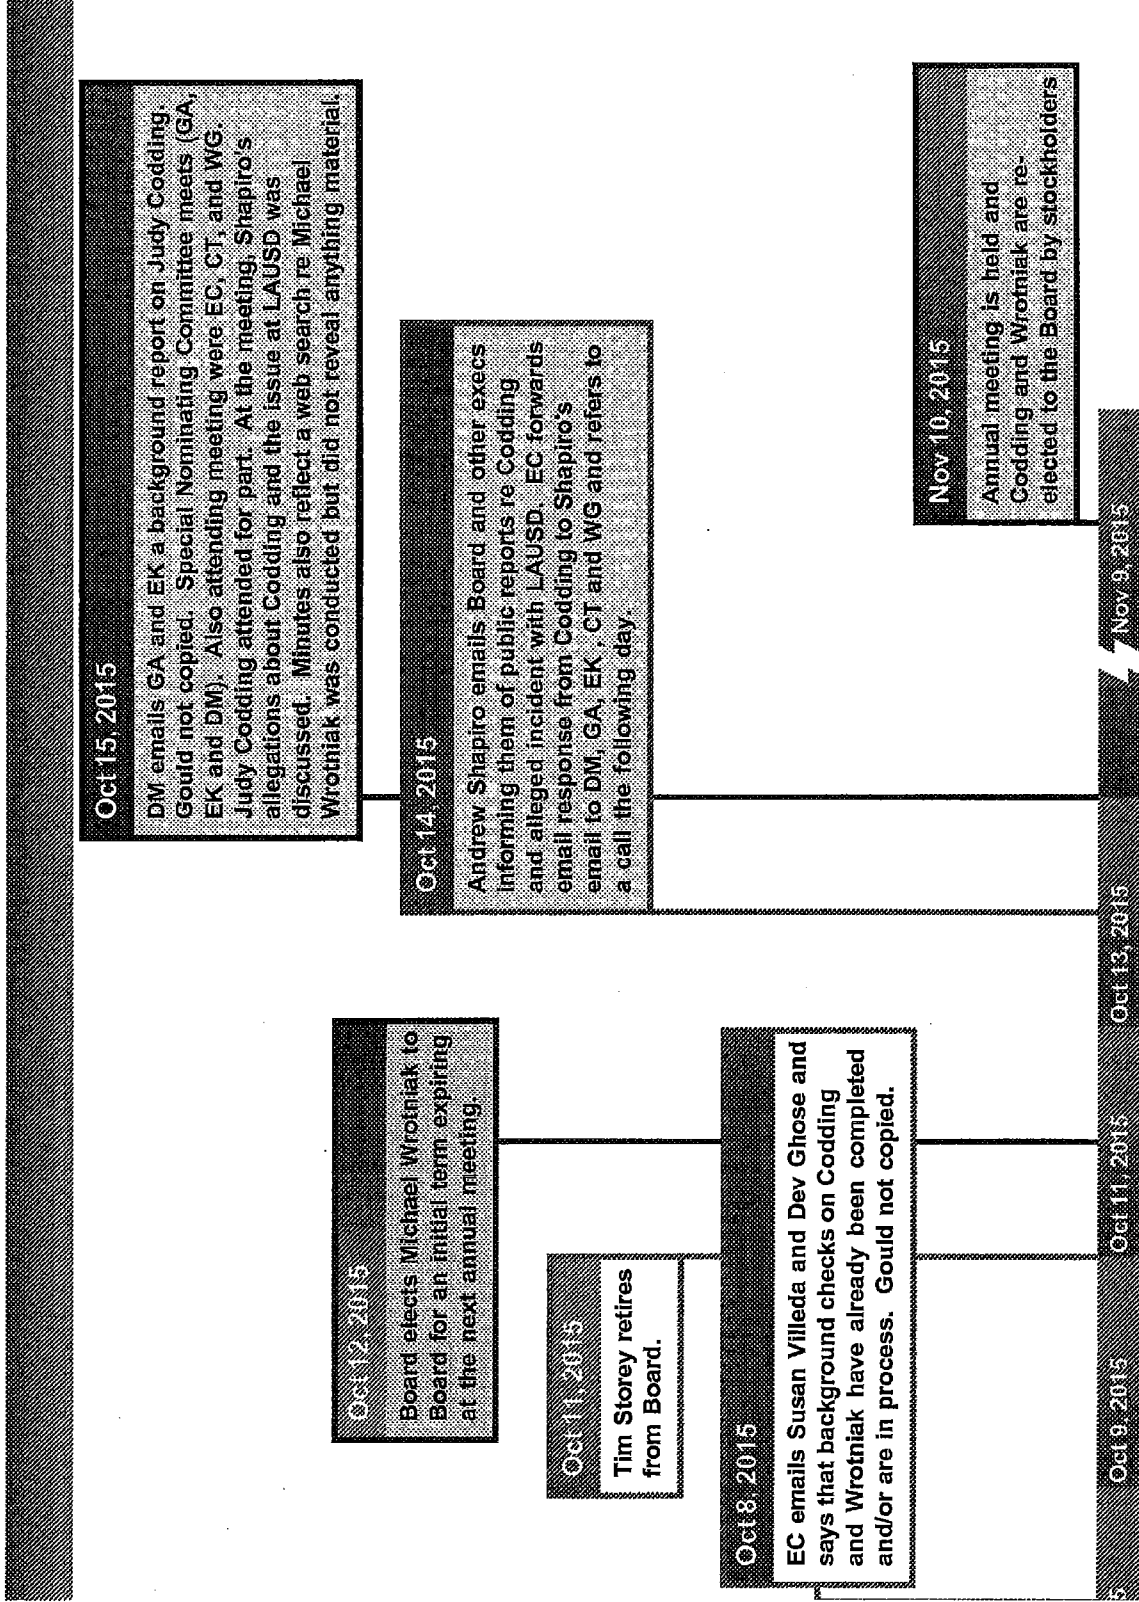 Oct 15, 2015
DM emails GA and EK a background report on Judy Codding.
Gould not copied.  Special Nominating Committee meets (GA,
EK and DM).  Also attending meeting were EC, CT, and WG.
Judy Codding attended for part.  At the meeting, Shapiro's
allegations about Codding and the issue at LAUSD was
discussed.  Minutes also reflect a web search re Michael
Wrotniak was conducted but did not reveal anything material.
Oct 14, 2015
Andrew Shapiro emails Board and other execs
informing them of public reports re Codding
and alleged incident with LAUSD.  EC forwards
email response from Codding to Shapiro's
email to DM, GA, EK, CT and WG and refers to
a call the following day.
Oct 12, 2015
Board elects Michael Wrotniak to
Board for an initial term expiring
at the next annual meeting.
Oct 11, 2015
Tim Storey retires
from Board.
Oct 8, 2015
EC emails Susan Villeda and Dev Ghose and
says that background checks on Codding
and Wrotniak have already been completed
and/or are in process.  Gould not copied.
Nov 10, 2015
Annual meeting is held and
Codding and Wrotniak are re-
elected to the Board by stockholders
5
Oct 9, 2015
Oct 11, 2015
Oct 13, 2015
Nov 9, 2015